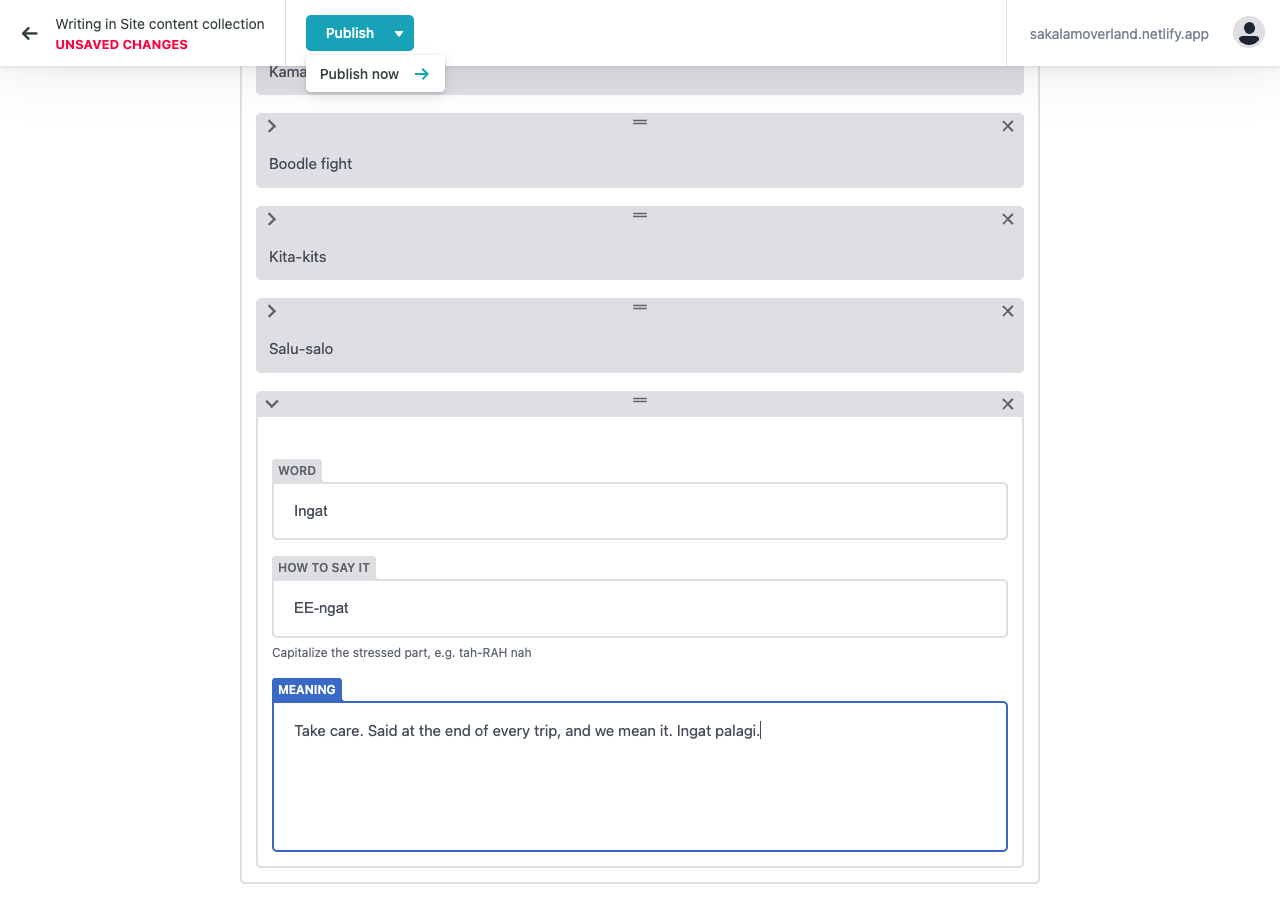 Writing in Site content collection
UNSAVED CHANGES
Publish
sakalamoverland.netlify.app
Publish now
Kama
Boodle fight
Kita-kits
Salu-salo
WORD
Ingat
HOW TO SAY IT
EE-ngat
Capitalize the stressed part, e.g. tah-RAH nah
MEANING
Take care. Said at the end of every trip, and we mean it. Ingat palagi.